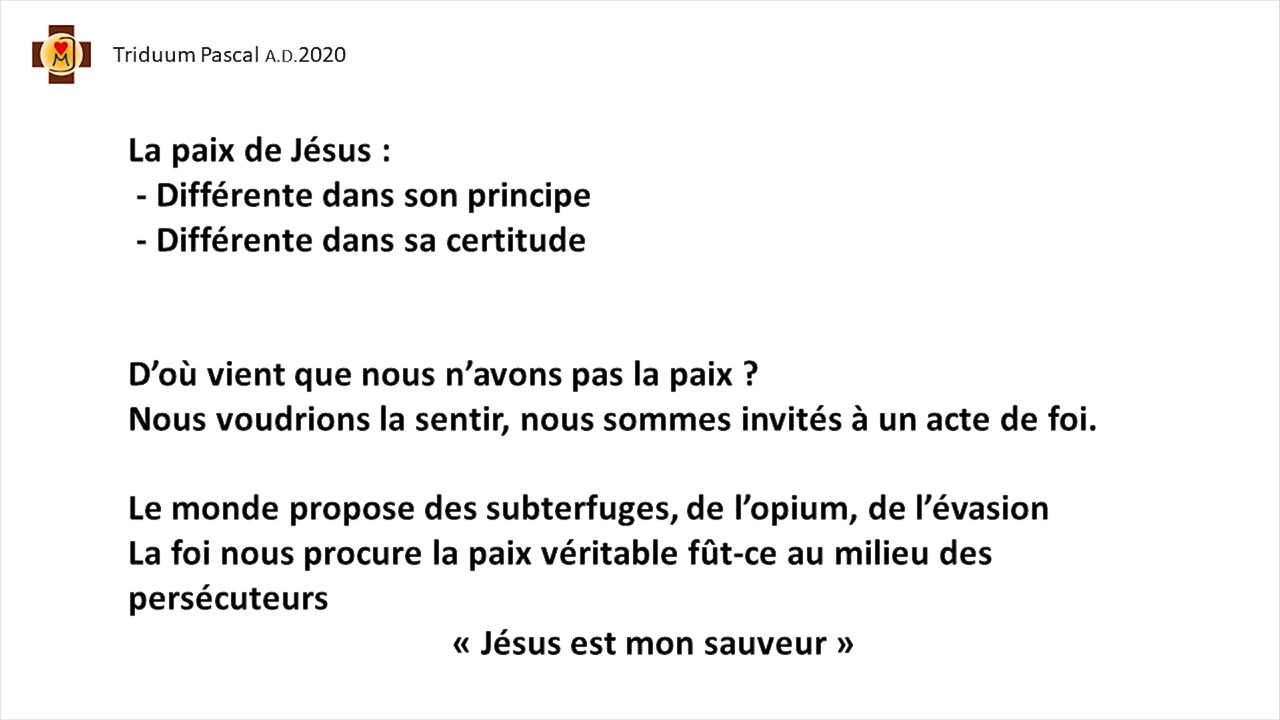 Triduum Pascal A.D.2020
La paix de Jésus :
- Différente dans son principe
- Différente dans sa certitude
D’où vient que nous n’avons pas la paix ?
Nous voudrions la sentir, nous sommes invités à un acte de foi.
Le monde propose des subterfuges, de l’opium, de l’évasion
La foi nous procure la paix véritable fût-ce au milieu des
persécuteurs
« Jésus est mon sauveur »